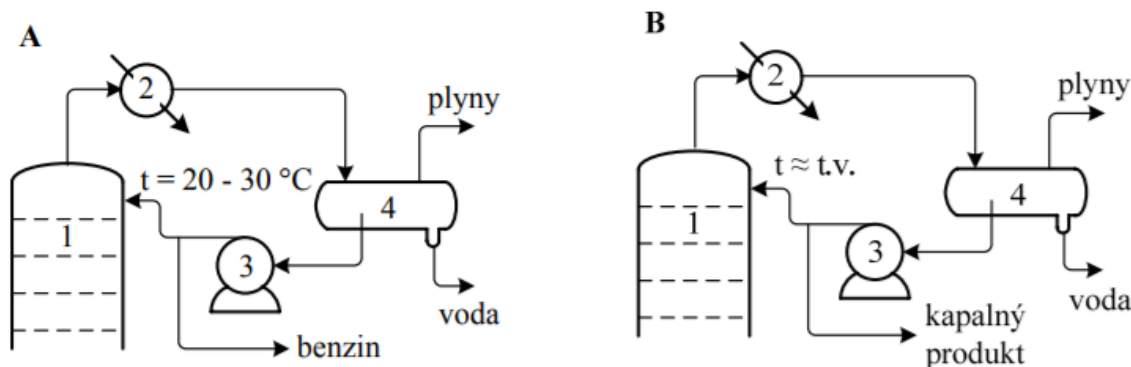 A
2
plyny
t = 20 - 30 °C
1
4
3
voda
benzin
B
2
plyny
t ≈ t.v.
1
4
3
voda
kapalný
produkt